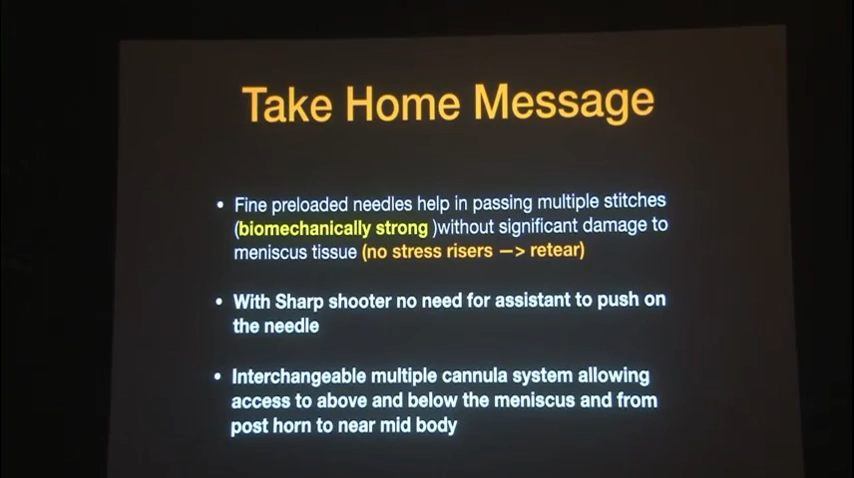 Take Home Message
• Fine preloaded needles help in passing multiple stitches
(biomechanically strong )without significant damage to
meniscus tissue (no stress risers —> retear)
• With Sharp shooter no need for assistant to push on
the needle
• Interchangeable multiple cannula system allowing
access to above and below the meniscus and from
post horn to near mid body